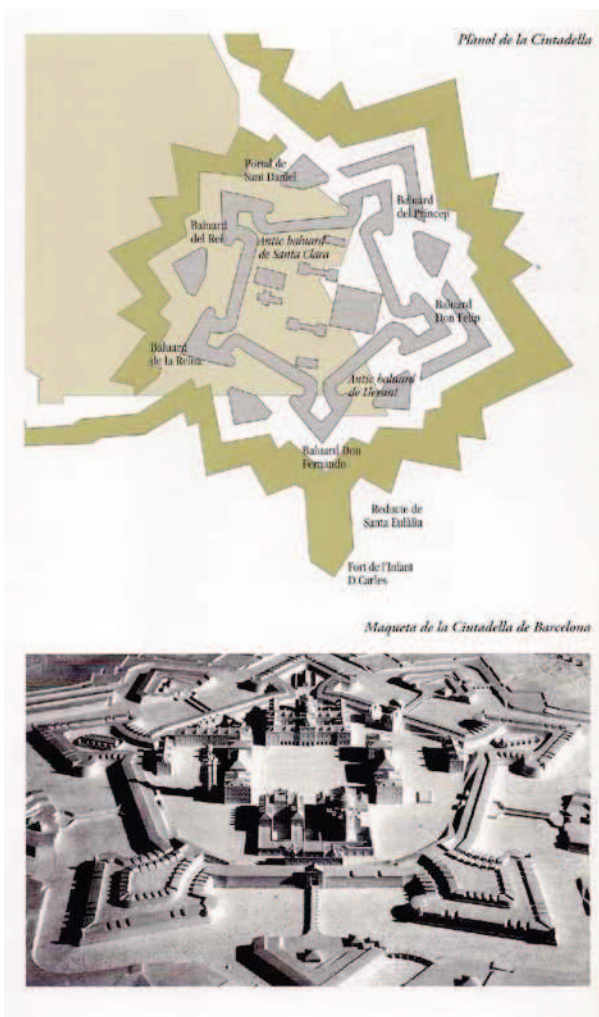 Plànol de la Ciutadella
Portal de
Sant Daniel
Baluard
del Príncep
Baluard
del Rei
Antic baluard
de Santa Clara
Baluard
Don Felip
Baluard
de la Reina
Antic baluard
de Llevant
Baluard Don
Fernando
Reducte de
Santa Eulàlia
Fort de l'Infant
D. Carles
Maqueta de la Ciutadella de Barcelona